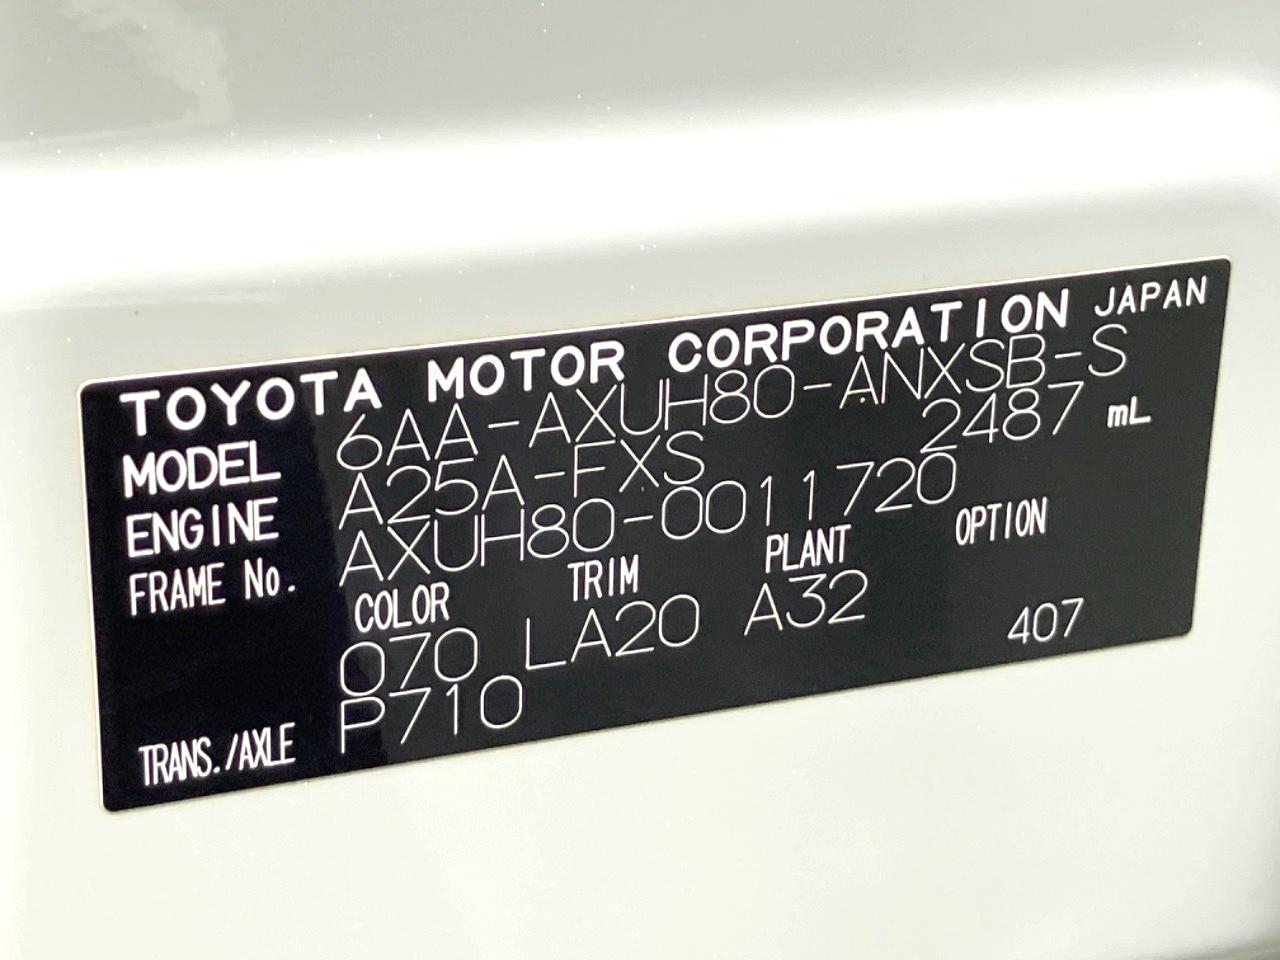 TOYOTA MOTOR CORPORATION JAPAN
MODEL 6AA-AXUH80-ANXSB-S
ENGINE A25A-FXS 2487 mL
FRAME No. AXUH80-0011720
COLOR TRIM PLANT OPTION
070 LA20 A32 407
TRANS./AXLE P710